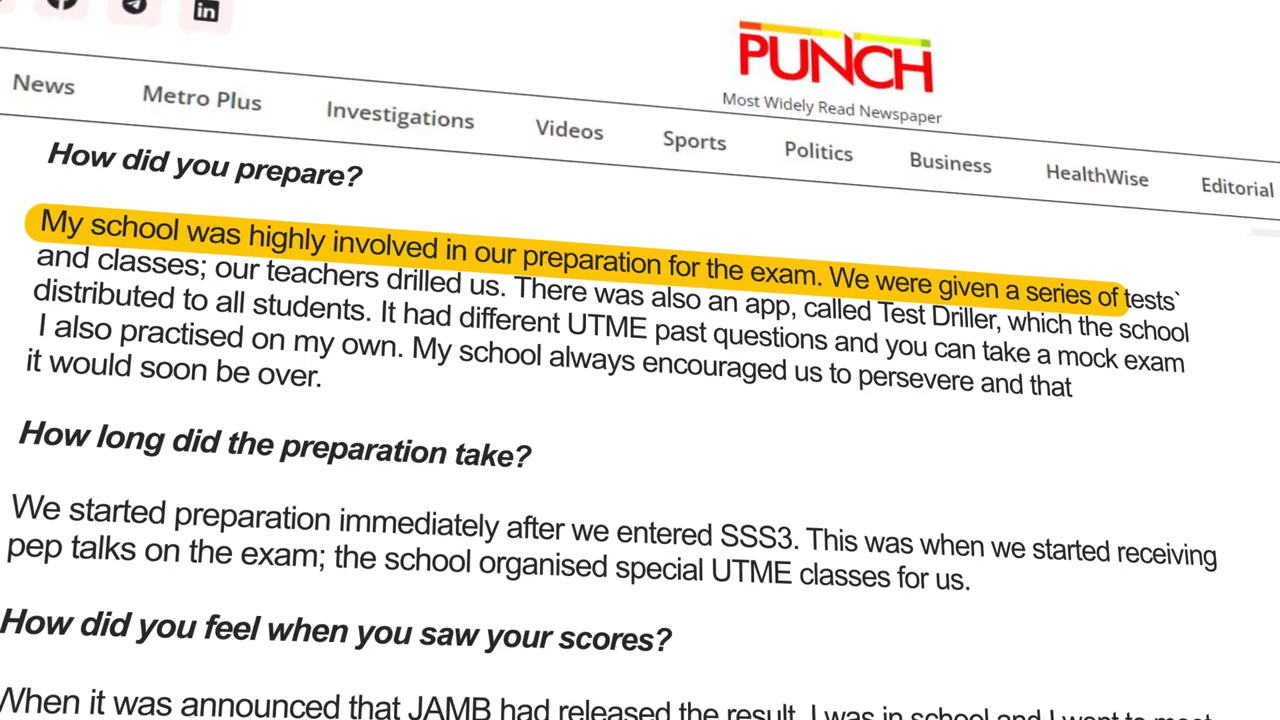 PUNCH
Most Widely Read Newspaper
News Metro Plus Investigations Videos Sports Politics Business HealthWise Editorial
How did you prepare?
My school was highly involved in our preparation for the exam. We were given a series of tests`
and classes; our teachers drilled us. There was also an app, called Test Driller, which the school
distributed to all students. It had different UTME past questions and you can take a mock exam
I also practised on my own. My school always encouraged us to persevere and that
it would soon be over.
How long did the preparation take?
We started preparation immediately after we entered SSS3. This was when we started receiving
pep talks on the exam; the school organised special UTME classes for us.
How did you feel when you saw your scores?
When it was announced that JAMB had released the result, I was in school and I went to meet